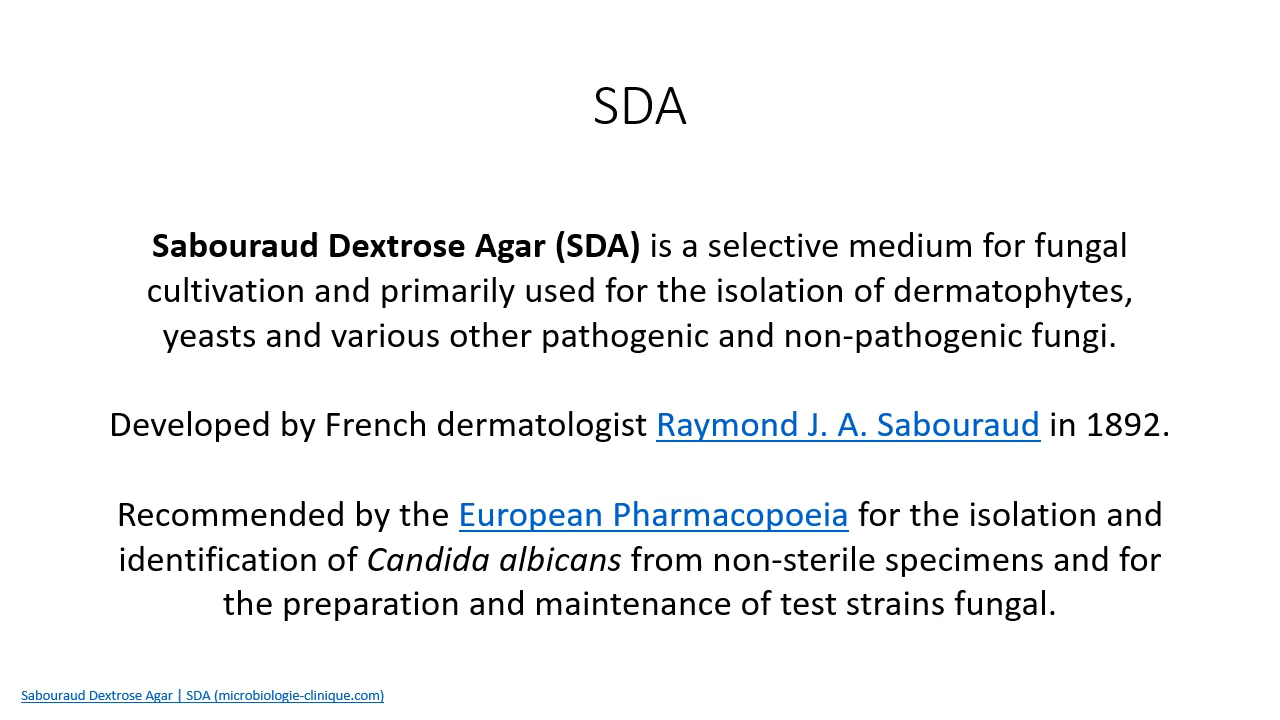 SDA
Sabouraud Dextrose Agar (SDA) is a selective medium for fungal
cultivation and primarily used for the isolation of dermatophytes,
yeasts and various other pathogenic and non-pathogenic fungi.
Developed by French dermatologist Raymond J. A. Sabouraud in 1892.
Recommended by the European Pharmacopoeia for the isolation and
identification of Candida albicans from non-sterile specimens and for
the preparation and maintenance of test strains fungal.
Sabouraud Dextrose Agar | SDA (microbiologie-clinique.com)